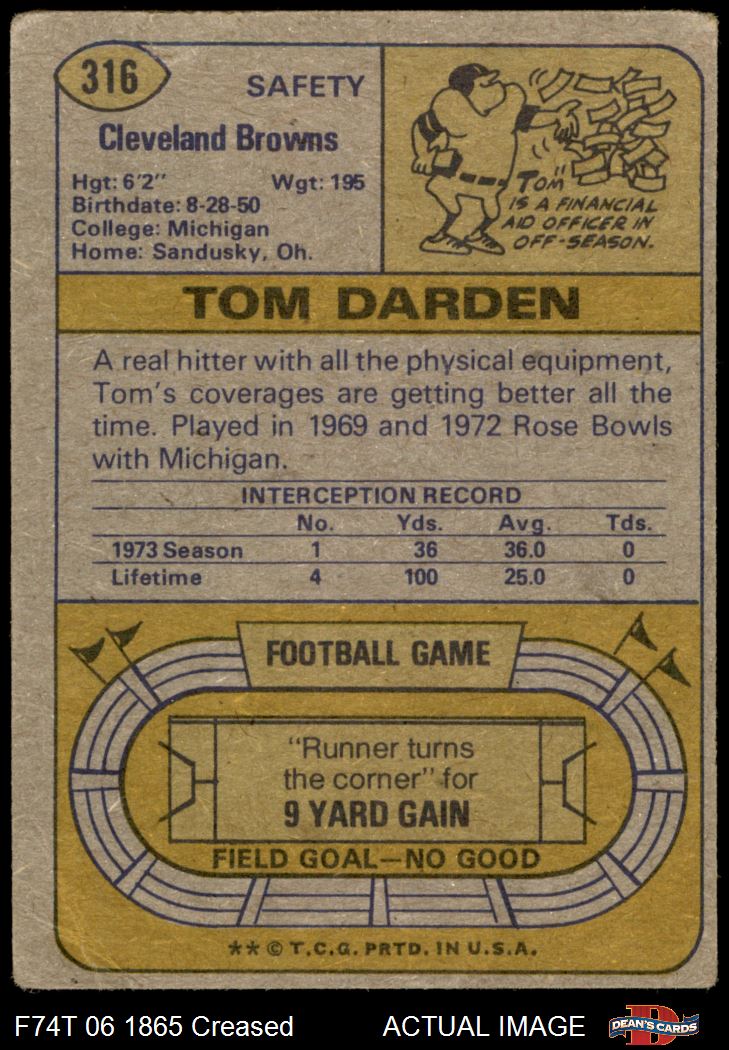 316
SAFETY
Cleveland Browns
Hgt: 6'2" Wgt: 195
Birthdate: 8-28-50
College: Michigan
Home: Sandusky, Oh.
TOM
IS A FINANCIAL
AID OFFICER IN
OFF-SEASON.
TOM DARDEN
A real hitter with all the physical equipment,
Tom's coverages are getting better all the
time. Played in 1969 and 1972 Rose Bowls
with Michigan.
INTERCEPTION RECORD
No. Yds. Avg. Tds.
1973 Season 1 36 36.0 0
Lifetime 4 100 25.0 0
FOOTBALL GAME
"Runner turns
the corner" for
9 YARD GAIN
FIELD GOAL—NO GOOD
** © T.C.G. PRTD. IN U.S.A.
F74T 06 1865 Creased ACTUAL IMAGE DEAN'S CARDS